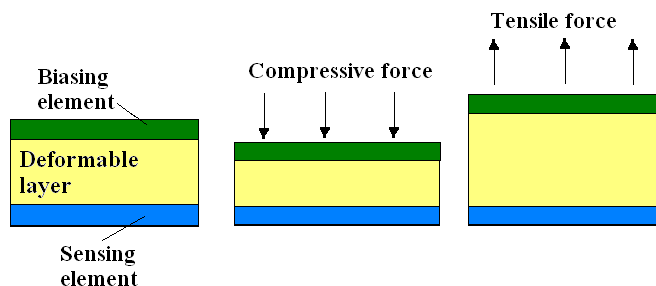 Tensile force
Compressive force
Biasing
element
Deformable
layer
Sensing
element